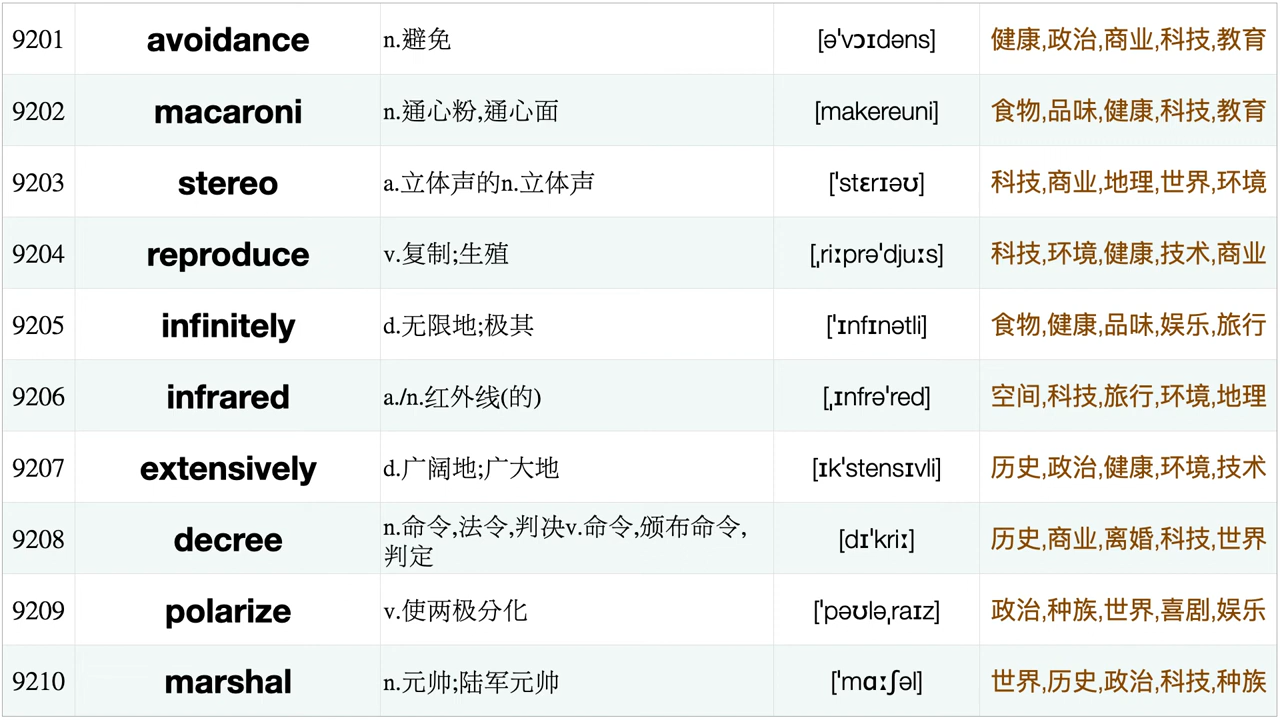 9201 avoidance n.避免 [ə'vɔɪdəns] 健康,政治,商业,科技,教育
9202 macaroni n.通心粉,通心面 [makereuni] 食物,品味,健康,科技,教育
9203 stereo a.立体声的n.立体声 ['stɛrɪəʊ] 科技,商业,地理,世界,环境
9204 reproduce v.复制;生殖 [ˌriːprə'djuːs] 科技,环境,健康,技术,商业
9205 infinitely d.无限地;极其 ['ɪnfɪnətli] 食物,健康,品味,娱乐,旅行
9206 infrared a./n.红外线(的) [ˌɪnfrə'red] 空间,科技,旅行,环境,地理
9207 extensively d.广阔地;广大地 [ɪk'stensɪvli] 历史,政治,健康,环境,技术
9208 decree n.命令,法令,判决v.命令,颁布命令, [dɪ'kriː] 历史,商业,离婚,科技,世界
判定
9209 polarize v.使两极分化 ['pəʊləˌraɪz] 政治,种族,世界,喜剧,娱乐
9210 marshal n.元帅;陆军元帅 ['mɑːʃəl] 世界,历史,政治,科技,种族